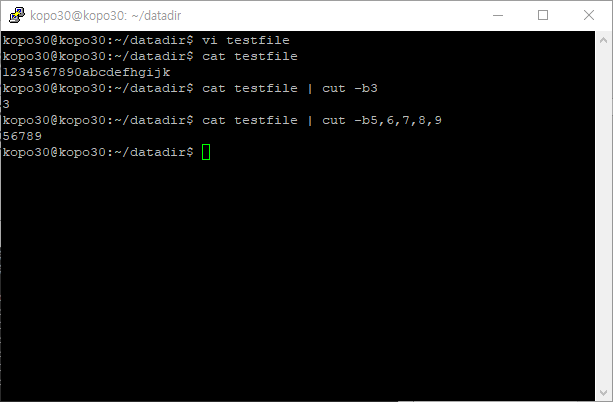 kopo30@kopo30: ~/datadir
kopo30@kopo30:~/datadir$ vi testfile
kopo30@kopo30:~/datadir$ cat testfile
1234567890abcdefhgijk
kopo30@kopo30:~/datadir$ cat testfile | cut -b3
3
kopo30@kopo30:~/datadir$ cat testfile | cut -b5,6,7,8,9
56789
kopo30@kopo30:~/datadir$